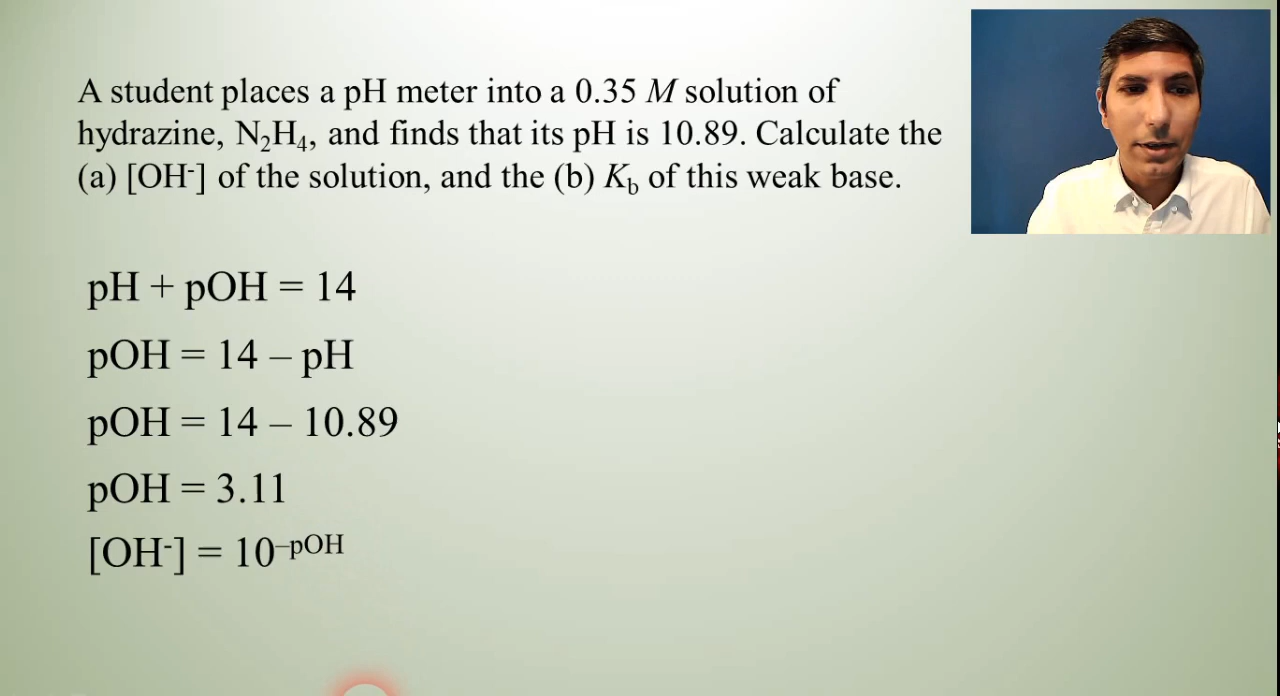 A student places a pH meter into a 0.35 M solution of
hydrazine, N₂H₄, and finds that its pH is 10.89. Calculate the
(a) [OH⁻] of the solution, and the (b) K_b of this weak base.
pH + pOH = 14
pOH = 14 – pH
pOH = 14 – 10.89
pOH = 3.11
[OH⁻] = 10^–pOH